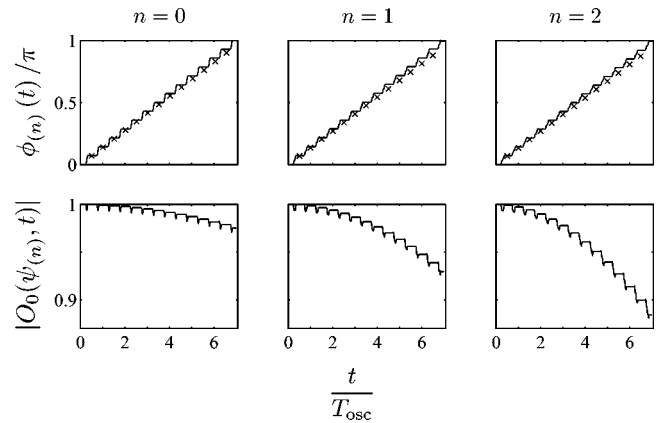 n = 0 n = 1 n = 2
ϕ(n) (t) /π
1
0.5
0
|O₀(ψ(n), t)|
1
0.9
0 2 4 6 0 2 4 6 0 2 4 6
t
Tosc